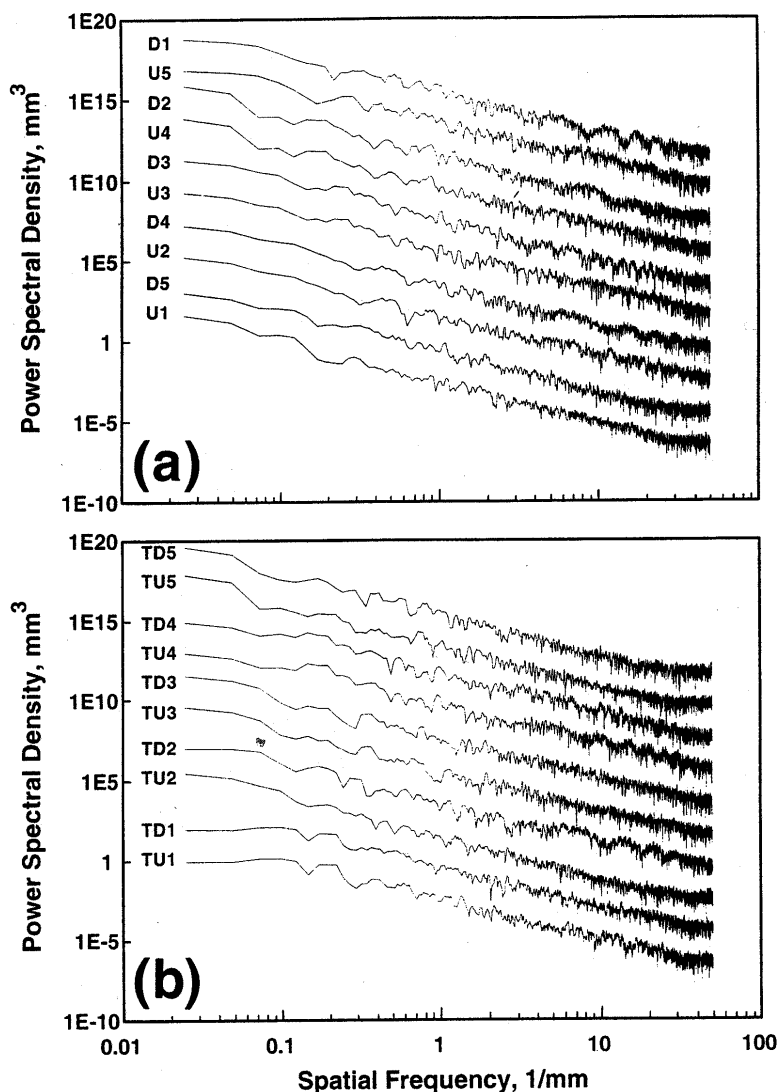 1E20
1E15
1E10
1E5
1
1E-5
1E-10
Power Spectral Density, mm3
D1
U5
D2
U4
D3
U3
D4
U2
D5
U1
(a)
1E20
1E15
1E10
1E5
1
1E-5
1E-10
Power Spectral Density, mm3
TD5
TU5
TD4
TU4
TD3
TU3
TD2
TU2
TD1
TU1
(b)
0.01
0.1
1
10
100
Spatial Frequency, 1/mm